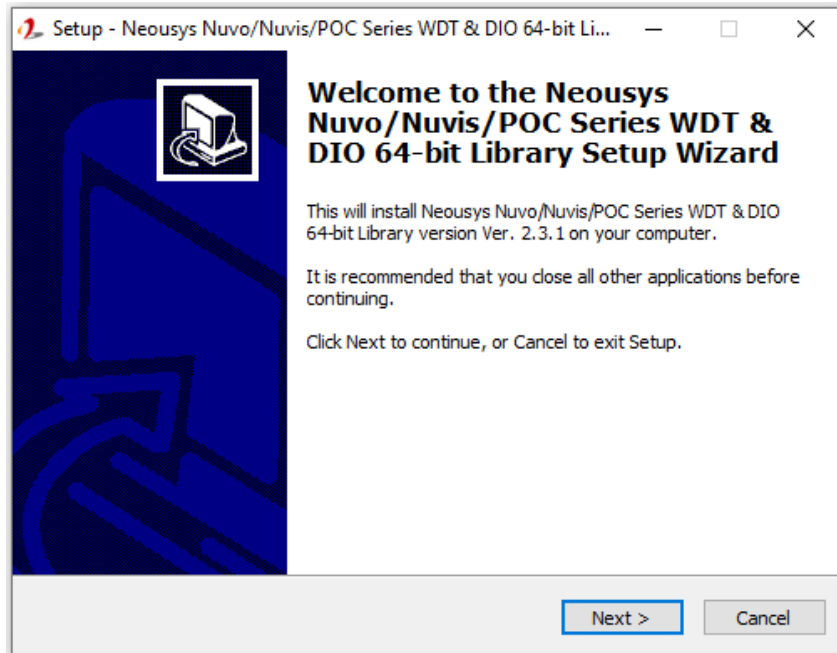 Setup - Neousys Nuvo/Nuvis/POC Series WDT & DIO 64-bit Li...
Welcome to the Neousys
Nuvo/Nuvis/POC Series WDT &
DIO 64-bit Library Setup Wizard
This will install Neousys Nuvo/Nuvis/POC Series WDT & DIO
64-bit Library version Ver. 2.3.1 on your computer.
It is recommended that you close all other applications before
continuing.
Click Next to continue, or Cancel to exit Setup.
Next >
Cancel